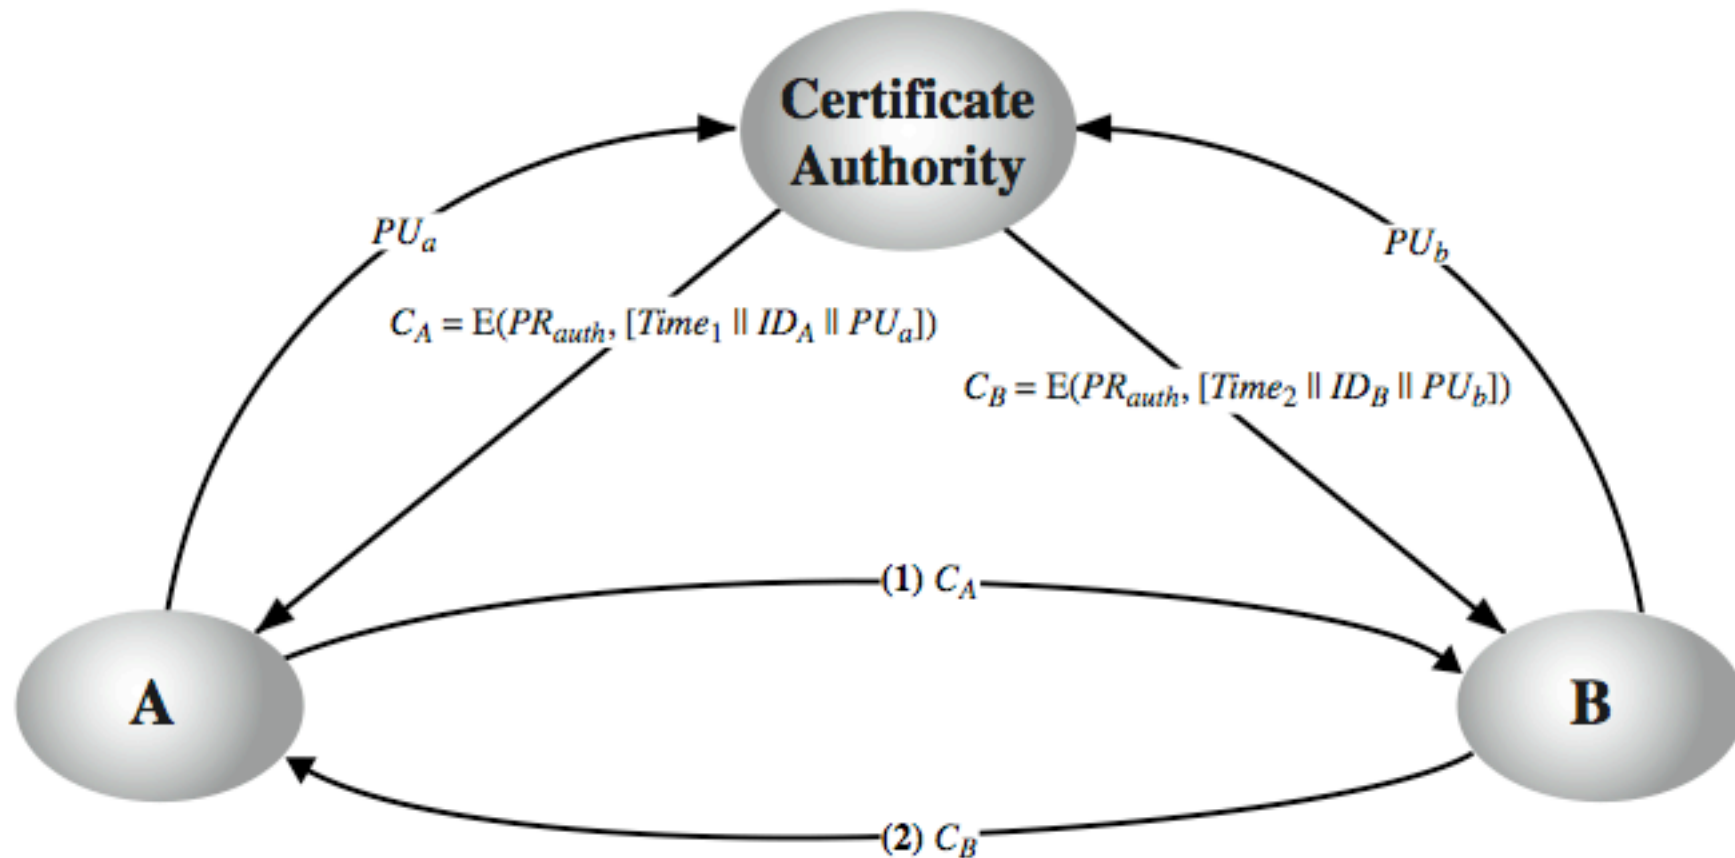 Certificate
Authority
PUa
PUb
CA = E(PRauth, [Time1 || IDA || PUa])
CB = E(PRauth, [Time2 || IDB || PUb])
(1) CA
A
B
(2) CB